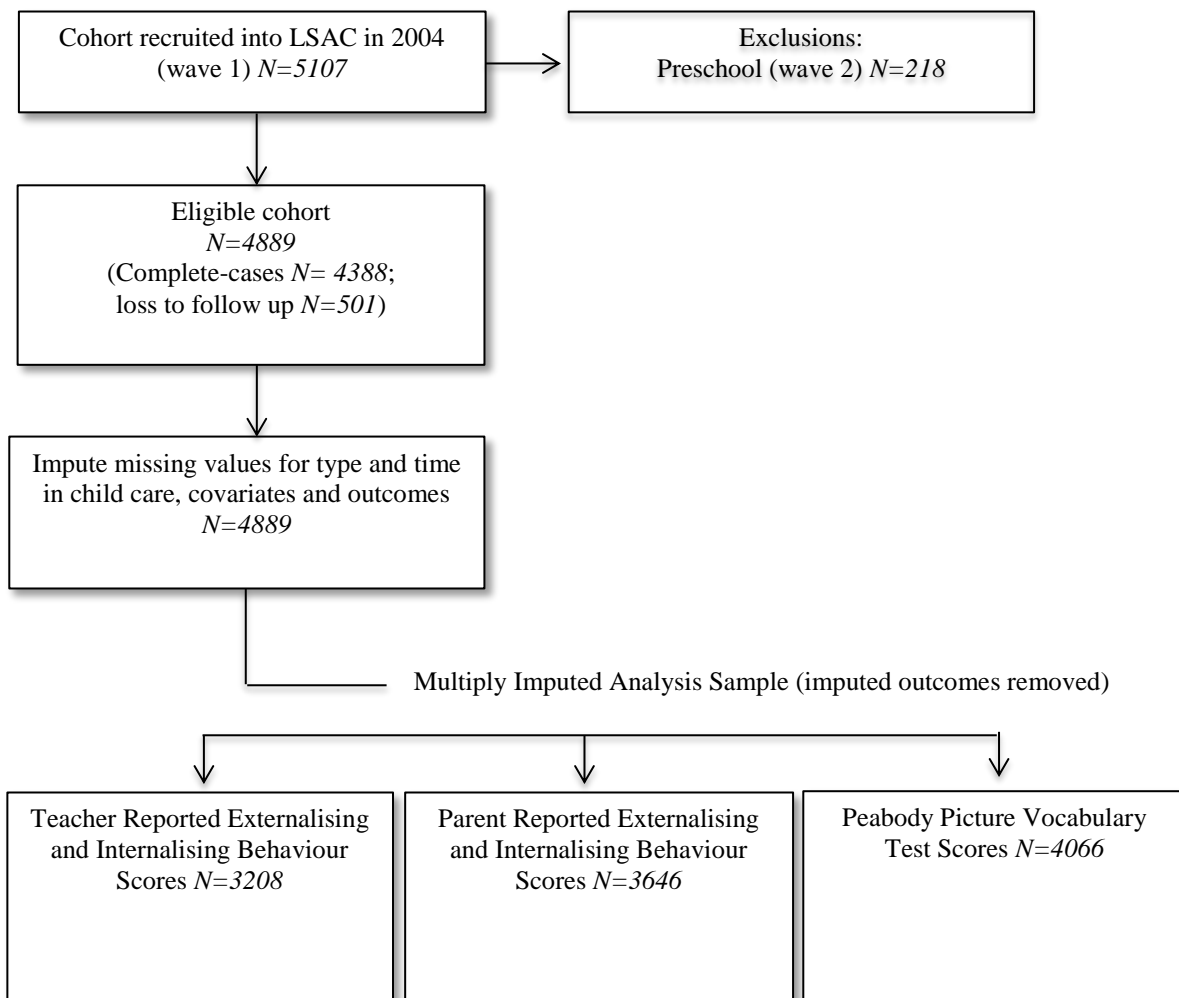 Cohort recruited into LSAC in 2004
(wave 1) N=5107
Exclusions:
Preschool (wave 2) N=218
Eligible cohort
N=4889
(Complete-cases N= 4388;
loss to follow up N=501)
Impute missing values for type and time
in child care, covariates and outcomes
N=4889
Multiply Imputed Analysis Sample (imputed outcomes removed)
Teacher Reported Externalising
and Internalising Behaviour
Scores N=3208
Parent Reported Externalising
and Internalising Behaviour
Scores N=3646
Peabody Picture Vocabulary
Test Scores N=4066